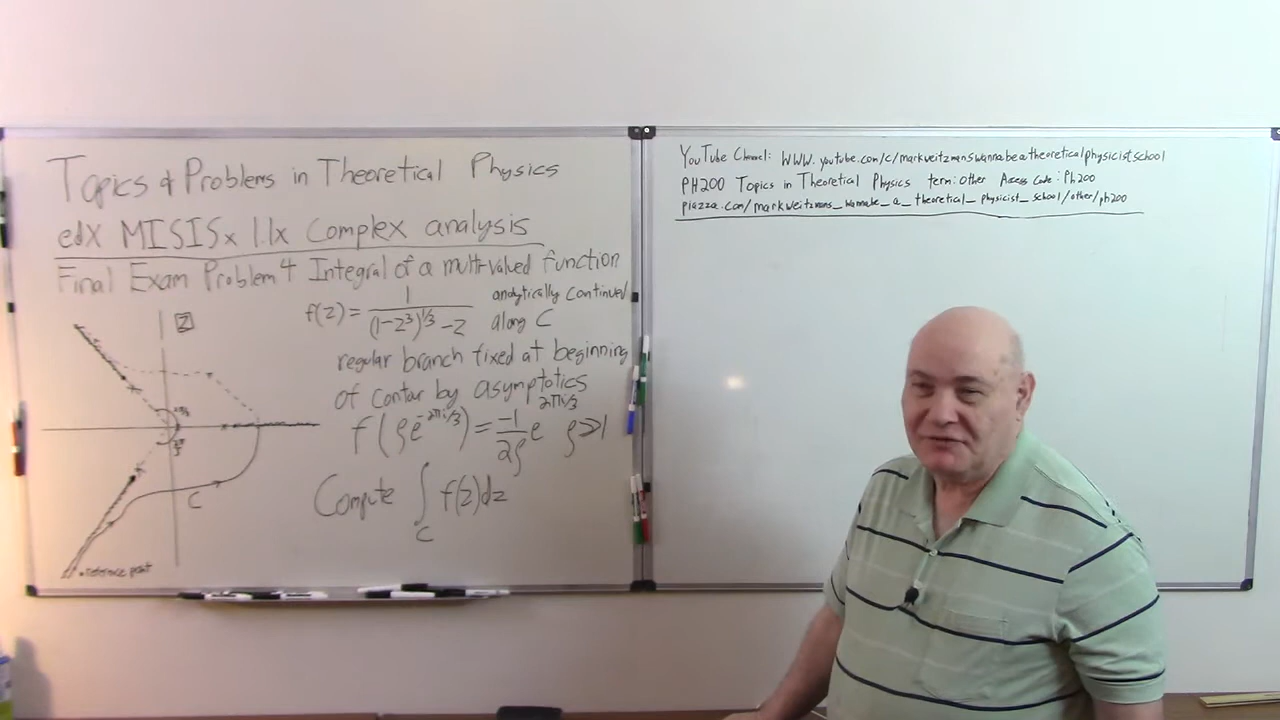 Topics & Problems in Theoretical Physics
edX MISISx 1.1x Complex analysis
Final Exam Problem 4 Integral of a multi-valued function
f(z) = 1/((1-z³)^{1/3} - z) analytically continued
along C
regular branch fixed at beginning
of contour by asymptotics
f(ρe^{-2πi/3}) = -1/2ρ e^{2πi/3} ρ≫1
Compute ∫_C f(z)dz
z
C
reference point
YouTube Channel: www.youtube.com/c/markweitzmanswannabeatheoreticalphysicistschool
PH200 Topics in Theoretical Physics term: other Access Code: Ph200
piazza.com/markweitzmans_wannabe_a_theoretical_physicist_school/other/ph200